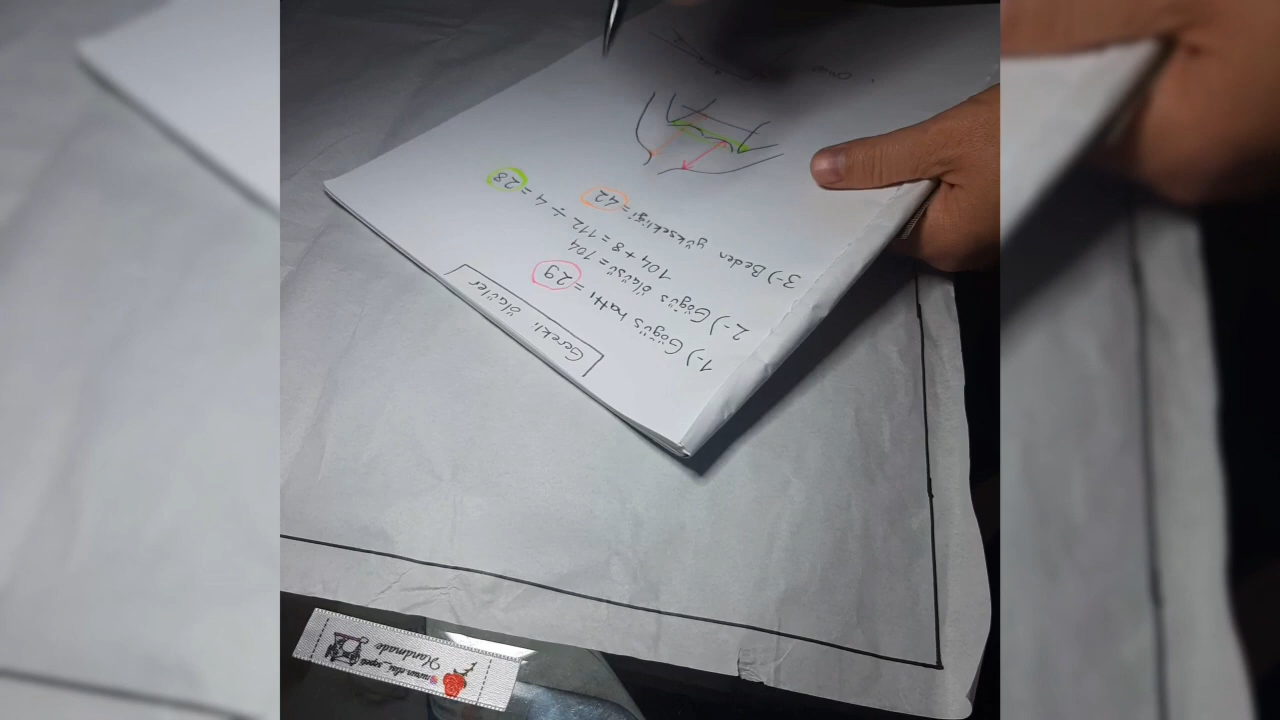 Gerekli ölçüler
1-) Göğüs hattı = 29
2-) Göğüs ölçüsü = 104
104 + 8 = 112 ÷ 4 = 28
3-) Beden yüksekliği = 42
Handmade